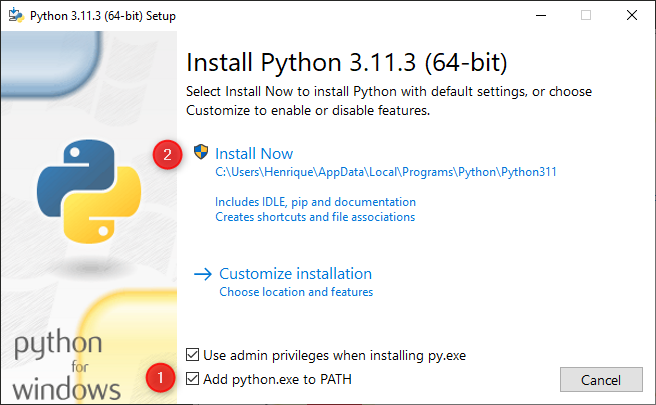 Python 3.11.3 (64-bit) Setup
Install Python 3.11.3 (64-bit)
Select Install Now to install Python with default settings, or choose
Customize to enable or disable features.
2
Install Now
C:\Users\Henrique\AppData\Local\Programs\Python\Python311
Includes IDLE, pip and documentation
Creates shortcuts and file associations
Customize installation
Choose location and features
python
for
windows
Use admin privileges when installing py.exe
1
Add python.exe to PATH
Cancel